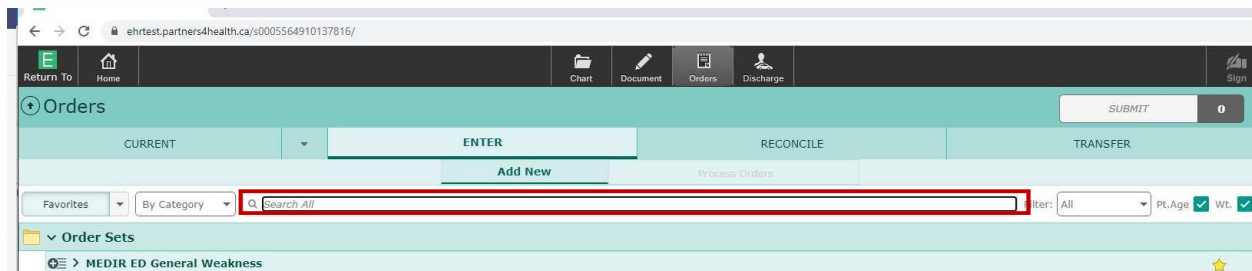 ehrtest.partners4health.ca/s0005564910137816/
E
Return To
Home
Chart
Document
Orders
Discharge
Sign
Orders
SUBMIT
0
CURRENT
ENTER
RECONCILE
TRANSFER
Add New
Process Orders
Favorites
By Category
Search All
Filter:
All
Pt.Age
Wt.
Order Sets
MEDIR ED General Weakness